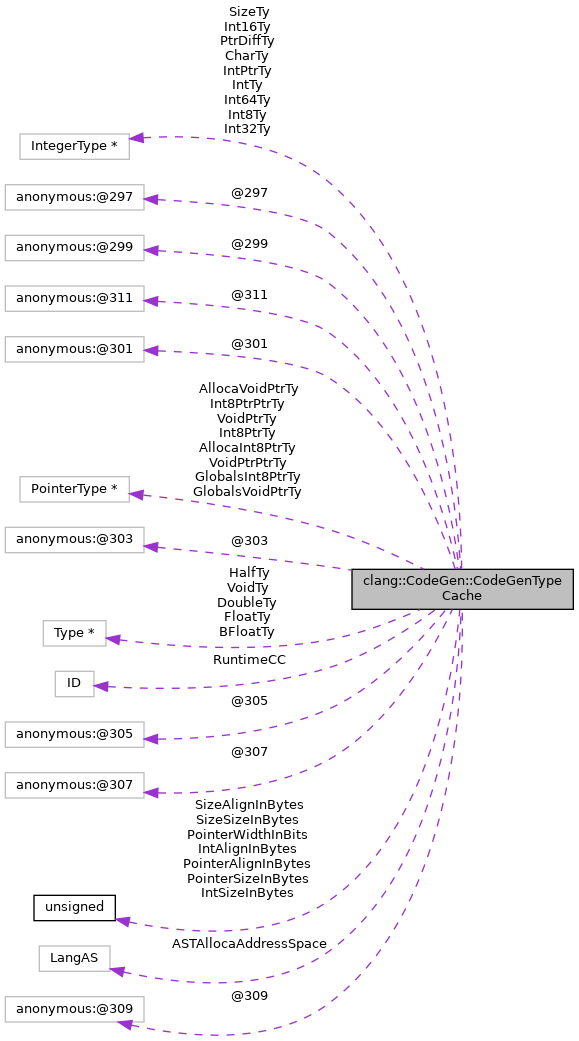 SizeTy
Int16Ty
PtrDiffTy
CharTy
IntPtrTy
IntTy
Int64Ty
Int8Ty
Int32Ty
IntegerType *
@297
anonymous:@297
@299
anonymous:@299
@311
anonymous:@311
@301
anonymous:@301
AllocaVoidPtrTy
Int8PtrPtrTy
VoidPtrTy
Int8PtrTy
AllocaInt8PtrTy
VoidPtrPtrTy
GlobalsInt8PtrTy
GlobalsVoidPtrTy
PointerType *
@303
anonymous:@303
clang::CodeGen::CodeGenType
Cache
HalfTy
VoidTy
DoubleTy
FloatTy
BFloatTy
Type *
RuntimeCC
ID
@305
anonymous:@305
@307
anonymous:@307
SizeAlignInBytes
SizeSizeInBytes
PointerWidthInBits
IntAlignInBytes
PointerAlignInBytes
PointerSizeInBytes
IntSizeInBytes
unsigned
ASTAllocaAddressSpace
LangAS
@309
anonymous:@309